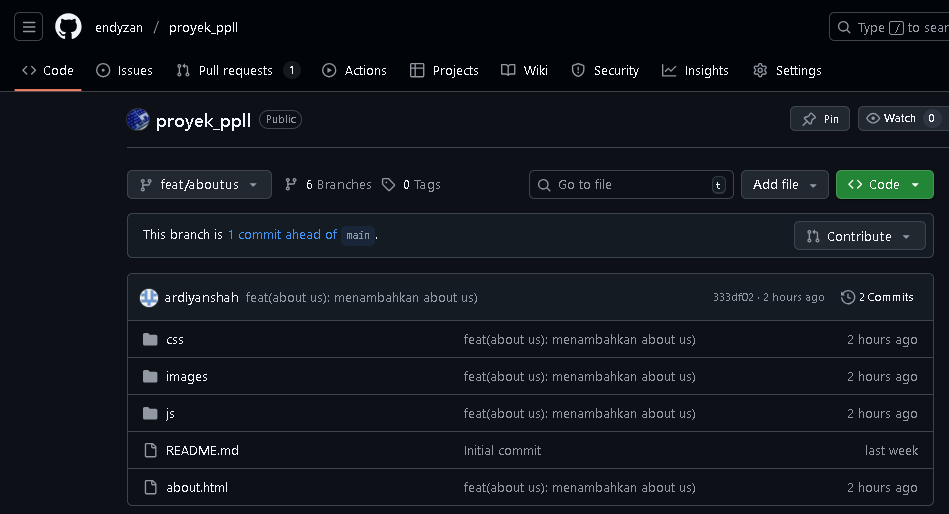 endyzan / proyek_ppll Type / to sear
Code Issues Pull requests 1 Actions Projects Wiki Security Insights Settings
proyek_ppll Public Pin Watch 0
feat/aboutus 6 Branches 0 Tags Go to file t Add file Code
This branch is 1 commit ahead of main. Contribute
ardiyanshah feat(about us): menambahkan about us) 333df02 · 2 hours ago 2 Commits
css feat(about us): menambahkan about us) 2 hours ago
images feat(about us): menambahkan about us) 2 hours ago
js feat(about us): menambahkan about us) 2 hours ago
README.md Initial commit last week
about.html feat(about us): menambahkan about us) 2 hours ago